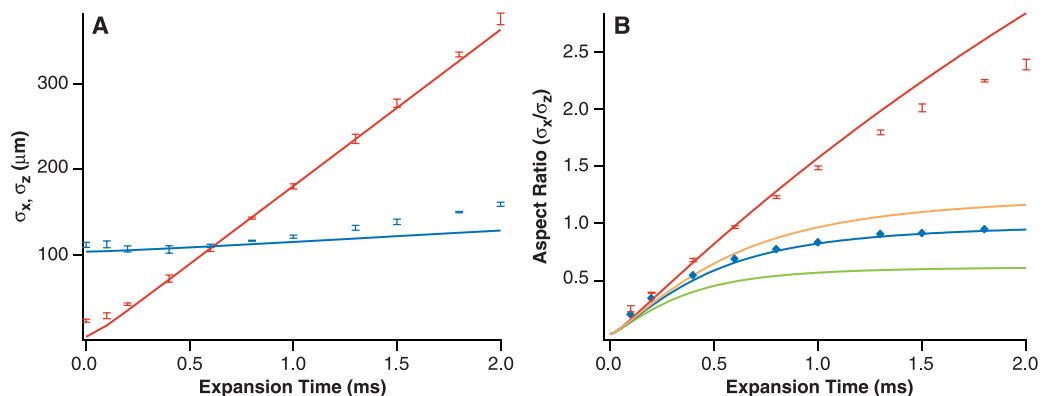 A
σx, σz (μm)
300
200
100
0.0 0.5 1.0 1.5 2.0
Expansion Time (ms)
B
Aspect Ratio (σx/σz)
2.5
2.0
1.5
1.0
0.5
0.0 0.5 1.0 1.5 2.0
Expansion Time (ms)